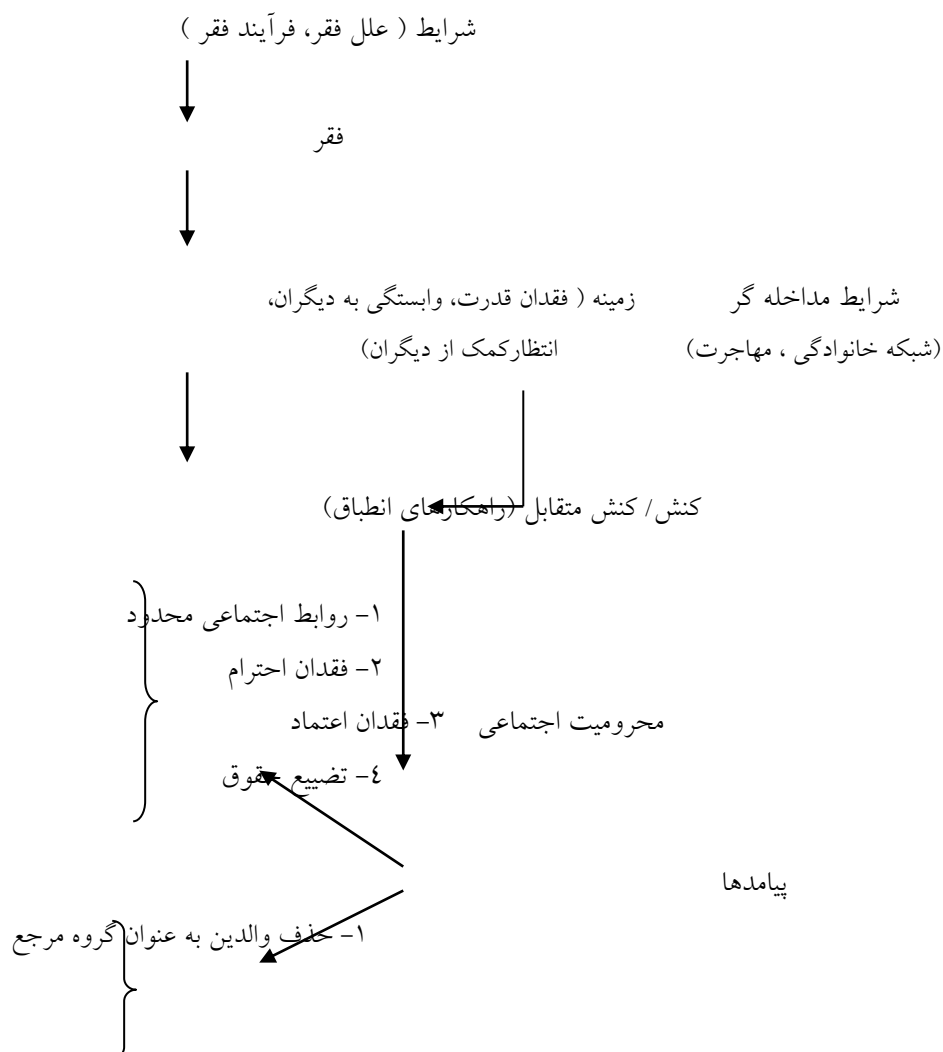 شرایط ( علل فقر، فرآیند فقر )
فقر
شرایط مداخله گر زمینه ( فقدان قدرت، وابستگی به دیگران،
(شبکه خانوادگی ، مهاجرت) انتظارکمک از دیگران)
کنش/ کنش متقابل (راهکارهای انطباق)
۱- روابط اجتماعی محدود
۲- فقدان احترام
محرومیت اجتماعی ۳- فقدان اعتماد
۴- تضییع حقوق
پیامدها
۱- حذف والدین به عنوان گروه مرجع